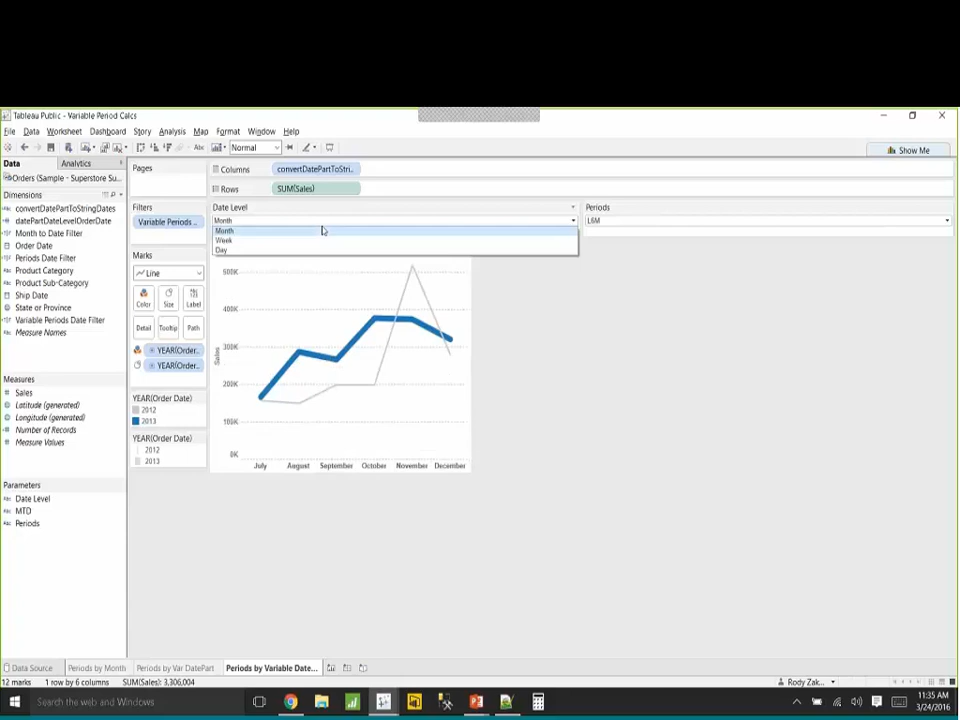 Tableau Public - Variable Period Calcs
File Data Worksheet Dashboard Story Analysis Map Format Window Help
Abc Normal Show Me
Data Analytics Pages Columns convertDatePartToStri..
Orders (Sample - Superstore Su...
Rows SUM(Sales)
Dimensions
Filters Date Level Periods
convertDatePartToStringDates
datePartDateLevelOrderDate Variable Periods .. Month L6M
Month to Date Filter Month
Order Date Week
Periods Date Filter Marks Day
Product Category
Product Sub-Category Line
Ship Date
State or Province Color Size Label
Variable Periods Date Filter
Measure Names Detail Tooltip Path
YEAR(Order..
YEAR(Order..
Measures
Sales
Latitude (generated)
Longitude (generated)
Number of Records
Measure Values
YEAR(Order Date)
2012
2013
YEAR(Order Date)
2012
2013
500K
400K
300K
200K
100K
0K
Sales
July August September October November December
Parameters
Date Level
MTD
Periods
Data Source Periods by Month Periods by Var DatePart Periods by Variable Date...
12 marks 1 row by 6 columns SUM(Sales): 3,306,004 Rody Zak...
Search the web and Windows
11:35 AM
3/24/2016